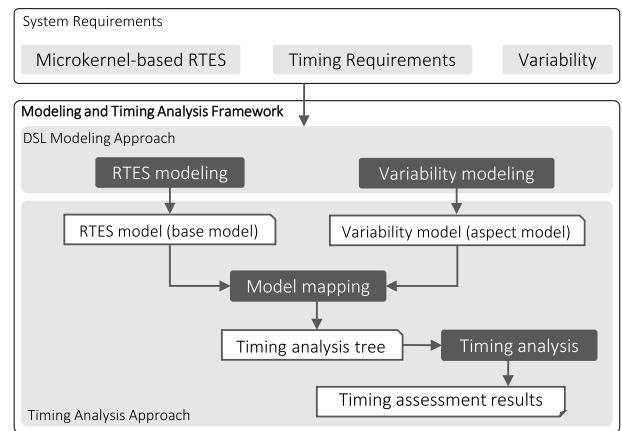 System Requirements
Microkernel-based RTES
Timing Requirements
Variability
Modeling and Timing Analysis Framework
DSL Modeling Approach
RTES modeling
Variability modeling
RTES model (base model)
Variability model (aspect model)
Model mapping
Timing analysis tree
Timing analysis
Timing assessment results
Timing Analysis Approach